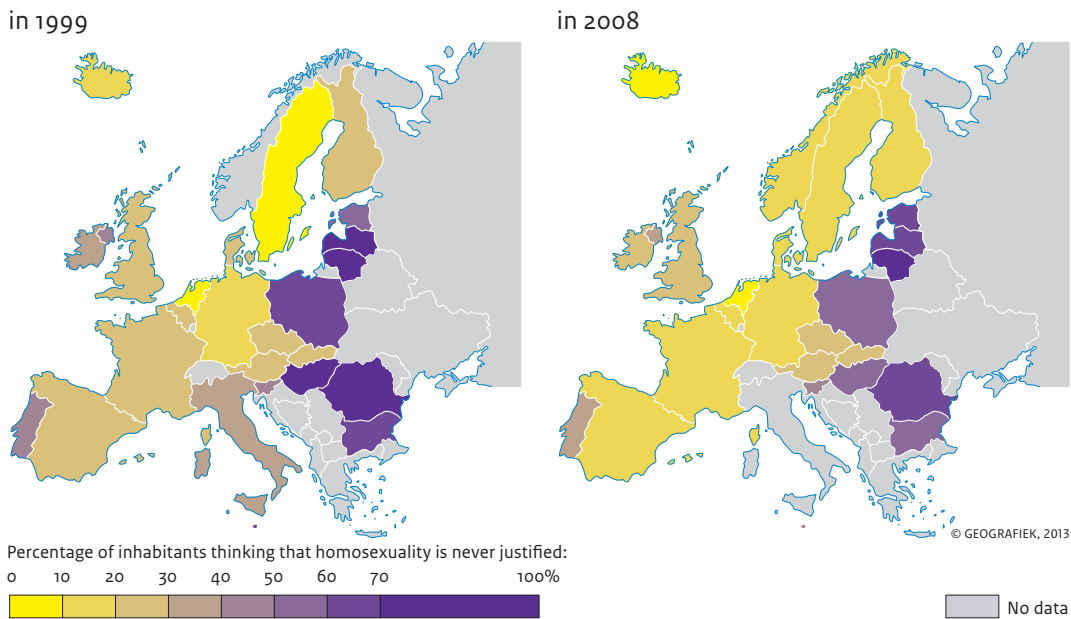 in 1999
in 2008
© GEOGRAFIEK, 2013
Percentage of inhabitants thinking that homosexuality is never justified:
0 10 20 30 40 50 60 70 100%
No data